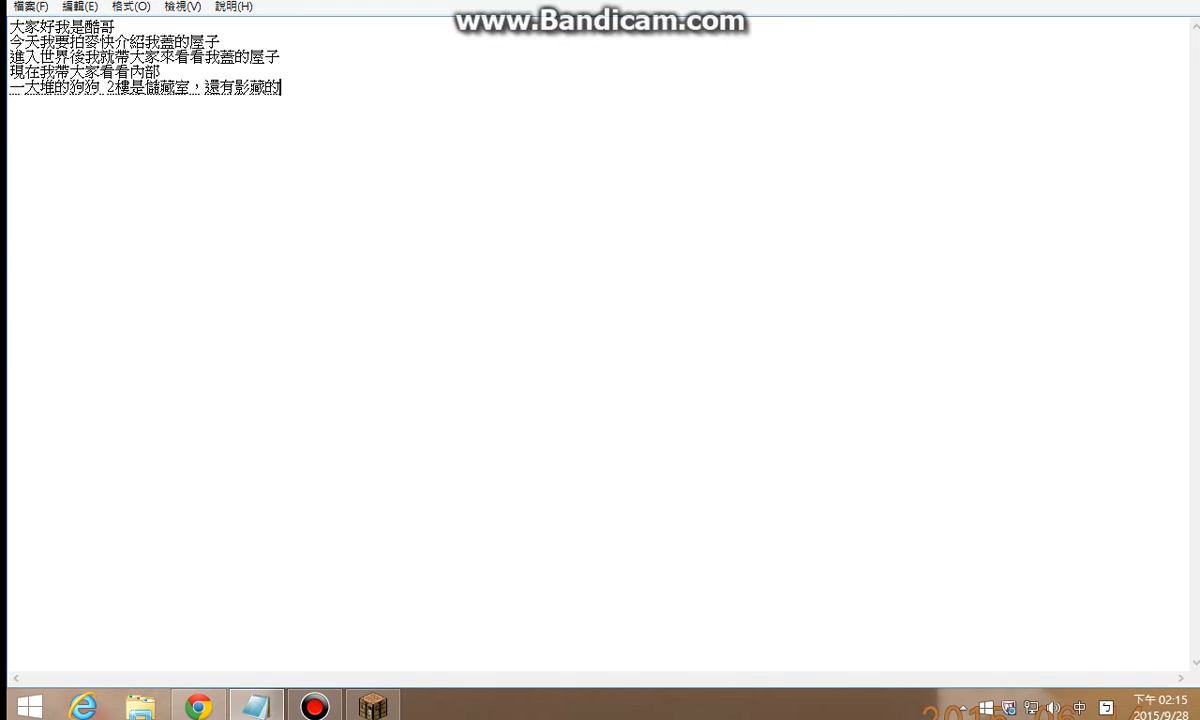 www.Bandicam.com
檔案(F) 編輯(E) 格式(O) 檢視(V) 說明(H)
大家好我是酷哥
今天我要拍麥快介紹我蓋的屋子
進入世界後我就帶大家來看看我蓋的屋子
現在我帶大家看看內部
一大堆的狗狗 2樓是儲藏室，還有影藏的
中
下午 02:15
2015/9/28